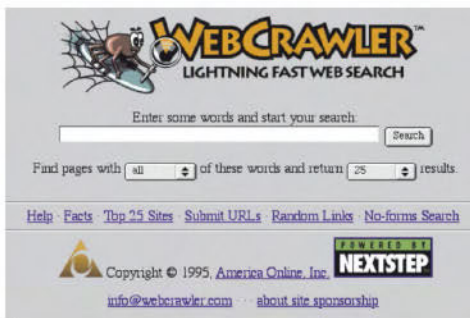 WEBCRAWLER™
LIGHTNING FAST WEB SEARCH
Enter some words and start your search:
Search
Find pages with all of these words and return 25 results.
Help · Facts · Top 25 Sites · Submit URLs · Random Links · No-forms Search
Copyright © 1995, America Online, Inc.
POWERED BY
NEXTSTEP
info@webcrawler.com ··· about site sponsorship